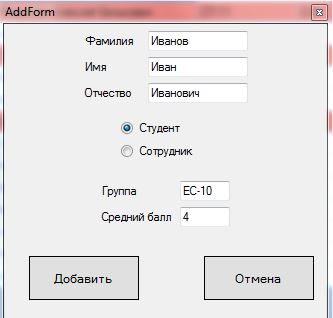 AddForm
Фамилия Иванов
Имя Иван
Отчество Иванович
Студент
Сотрудник
Группа ЕС-10
Средний балл 4
Добавить Отмена